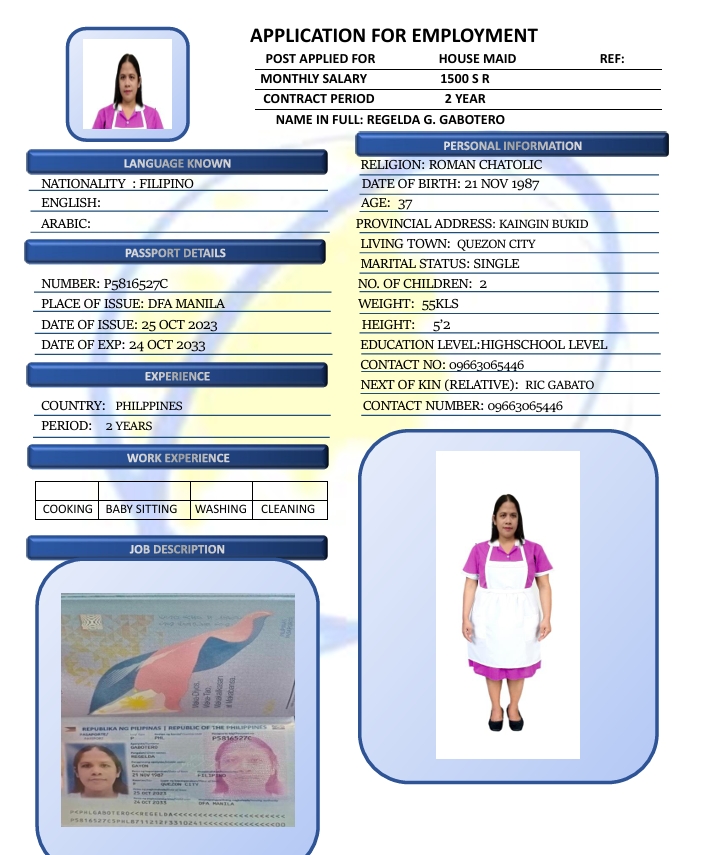 APPLICATION FOR EMPLOYMENT
POST APPLIED FOR HOUSE MAID REF:
MONTHLY SALARY 1500 S R
CONTRACT PERIOD 2 YEAR
NAME IN FULL: REGELDA G. GABOTERO
LANGUAGE KNOWN
NATIONALITY : FILIPINO
ENGLISH:
ARABIC:
PASSPORT DETAILS
NUMBER: P5816527C
PLACE OF ISSUE: DFA MANILA
DATE OF ISSUE: 25 OCT 2023
DATE OF EXP: 24 OCT 2033
EXPERIENCE
COUNTRY: PHILPPINES
PERIOD: 2 YEARS
WORK EXPERIENCE
COOKING BABY SITTING WASHING CLEANING
JOB DESCRIPTION
PERSONAL INFORMATION
RELIGION: ROMAN CHATOLIC
DATE OF BIRTH: 21 NOV 1987
AGE: 37
PROVINCIAL ADDRESS: KAINGIN BUKID
LIVING TOWN: QUEZON CITY
MARITAL STATUS: SINGLE
NO. OF CHILDREN: 2
WEIGHT: 55KLS
HEIGHT: 5'2
EDUCATION LEVEL:HIGHSCHOOL LEVEL
CONTACT NO: 09663065446
NEXT OF KIN (RELATIVE): RIC GABATO
CONTACT NUMBER: 09663065446
REPUBLIKA NG PILIPINAS | REPUBLIC OF THE PHILIPPINES
P PHL P5816527C
GABOTERO
REGELDA
GAYON
21 NOV 1987 FILIPINO
F QUEZON CITY
25 OCT 2023
24 OCT 2033 DFA MANILA